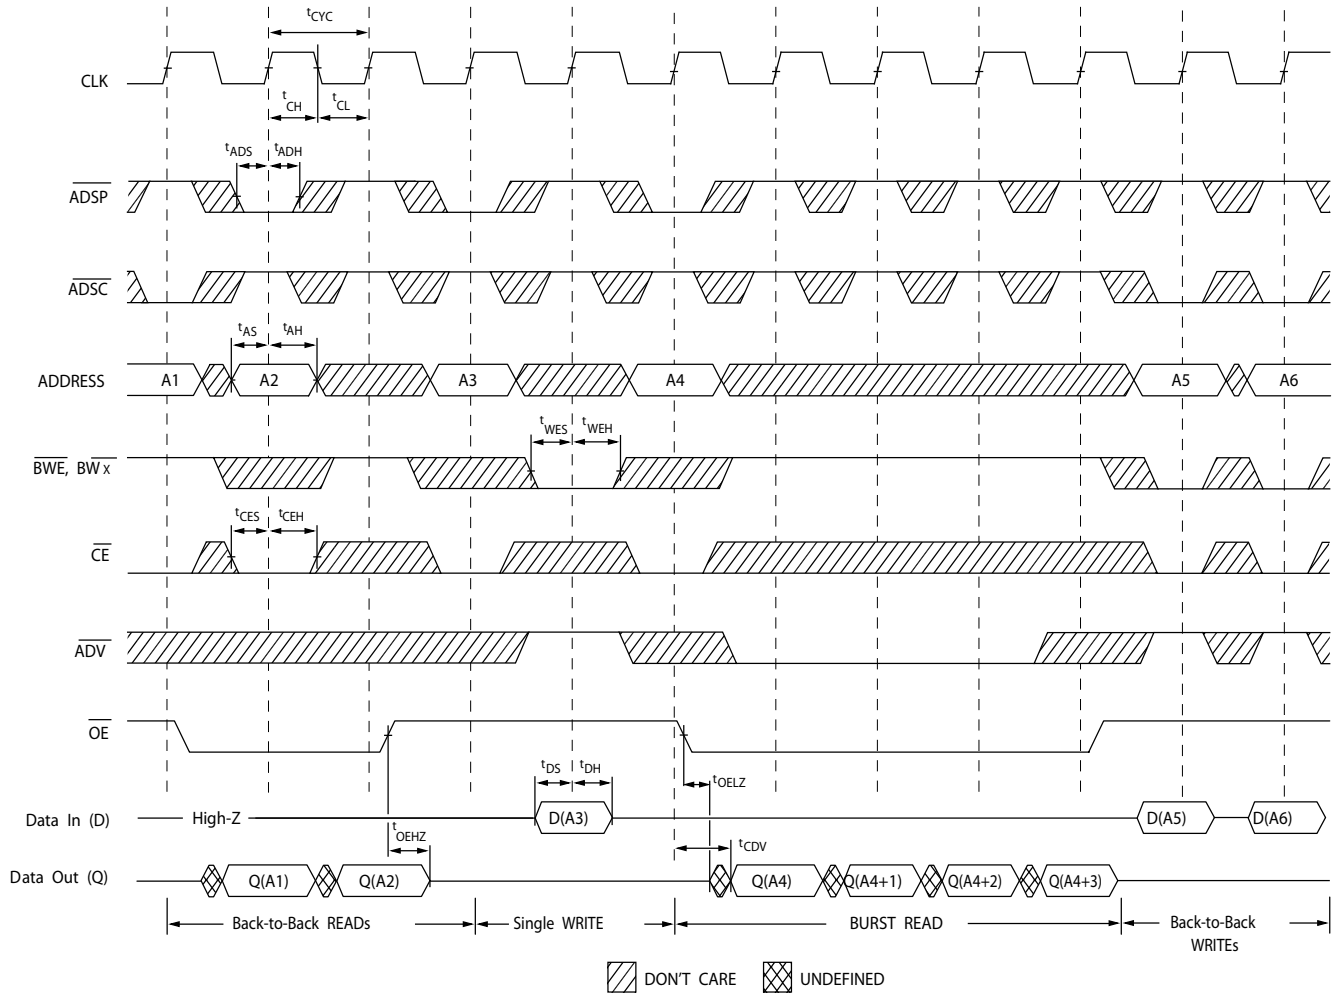 tCYC
CLK
tCH
tCL
tADS
tADH
ADSP
ADSC
tAS
tAH
ADDRESS
A1
A2
A3
A4
A5
A6
tWES
tWEH
BWE, BW x
tCES
tCEH
CE
ADV
OE
tDS
tDH
tOELZ
Data In (D)
High-Z
D(A3)
D(A5)
D(A6)
tOEHZ
tCDV
Data Out (Q)
Q(A1)
Q(A2)
Q(A4)
Q(A4+1)
Q(A4+2)
Q(A4+3)
Back-to-Back READs
Single WRITE
BURST READ
Back-to-Back
WRITEs
DON'T CARE
UNDEFINED